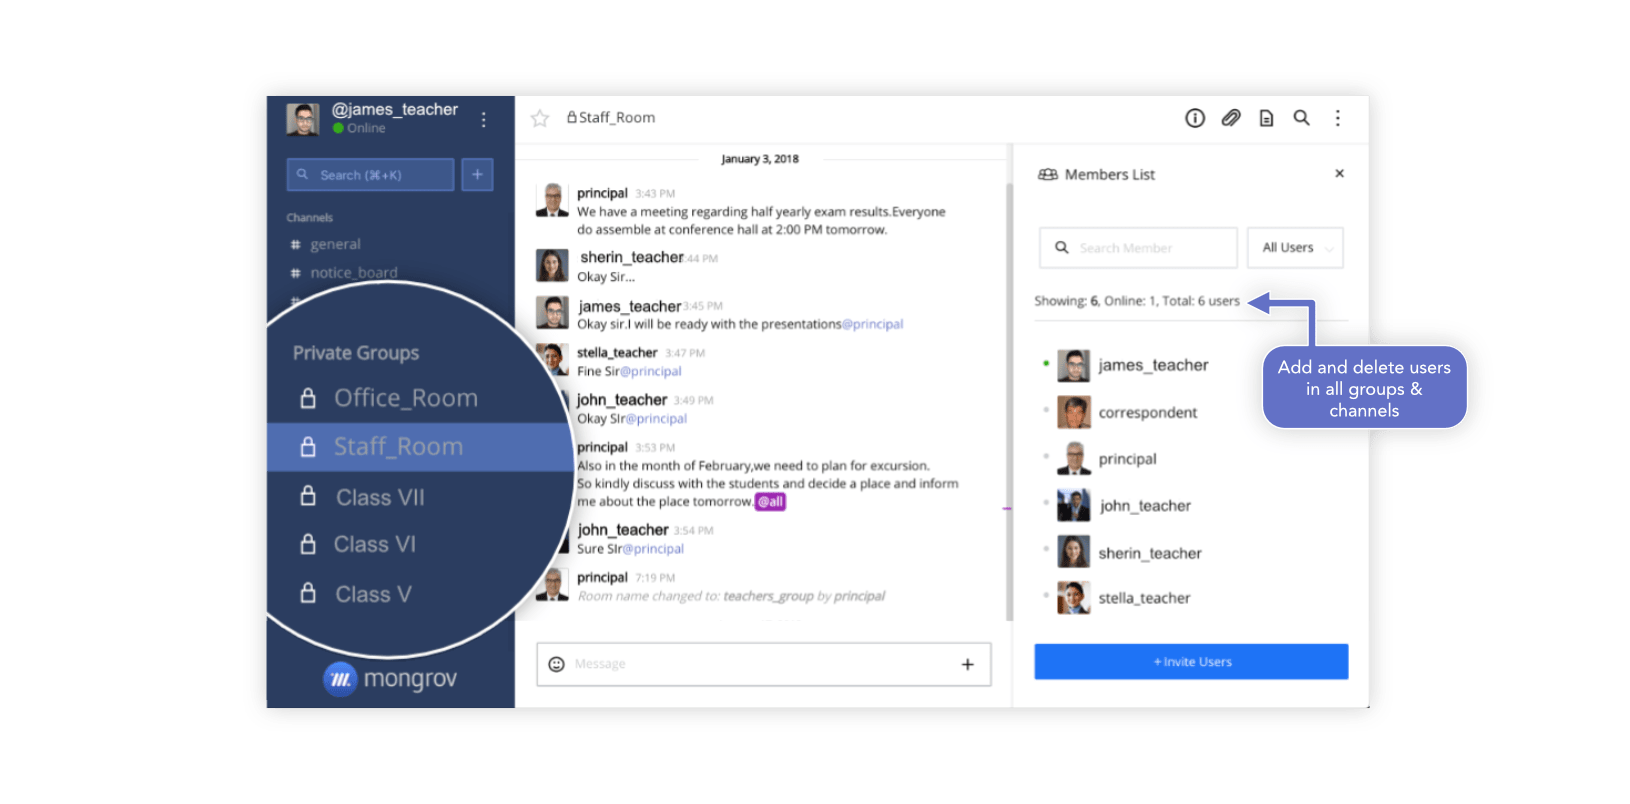 @james_teacher
Online
Search (⌘+K)
+
Channels
# general
# notice_board
#
Private Groups
Office_Room
Staff_Room
Class VII
Class VI
Class V
mongrov
Staff_Room
January 3, 2018
principal 3:43 PM
We have a meeting regarding half yearly exam results.Everyone
do assemble at conference hall at 2:00 PM tomorrow.
sherin_teacher :44 PM
Okay Sir...
james_teacher 3:45 PM
Okay sir.I will be ready with the presentations@principal
stella_teacher 3:47 PM
Fine Sir@principal
john_teacher 3:49 PM
Okay SIr@principal
principal 3:53 PM
Also in the month of February,we need to plan for excursion.
So kindly discuss with the students and decide a place and inform
me about the place tomorrow.@all
john_teacher 3:54 PM
Sure SIr@principal
principal 7:19 PM
Room name changed to: teachers_group by principal
Message
+
Members List
×
Search Member
All Users
Showing: 6, Online: 1, Total: 6 users
james_teacher
correspondent
principal
john_teacher
sherin_teacher
stella_teacher
+ Invite Users
Add and delete users
in all groups &
channels